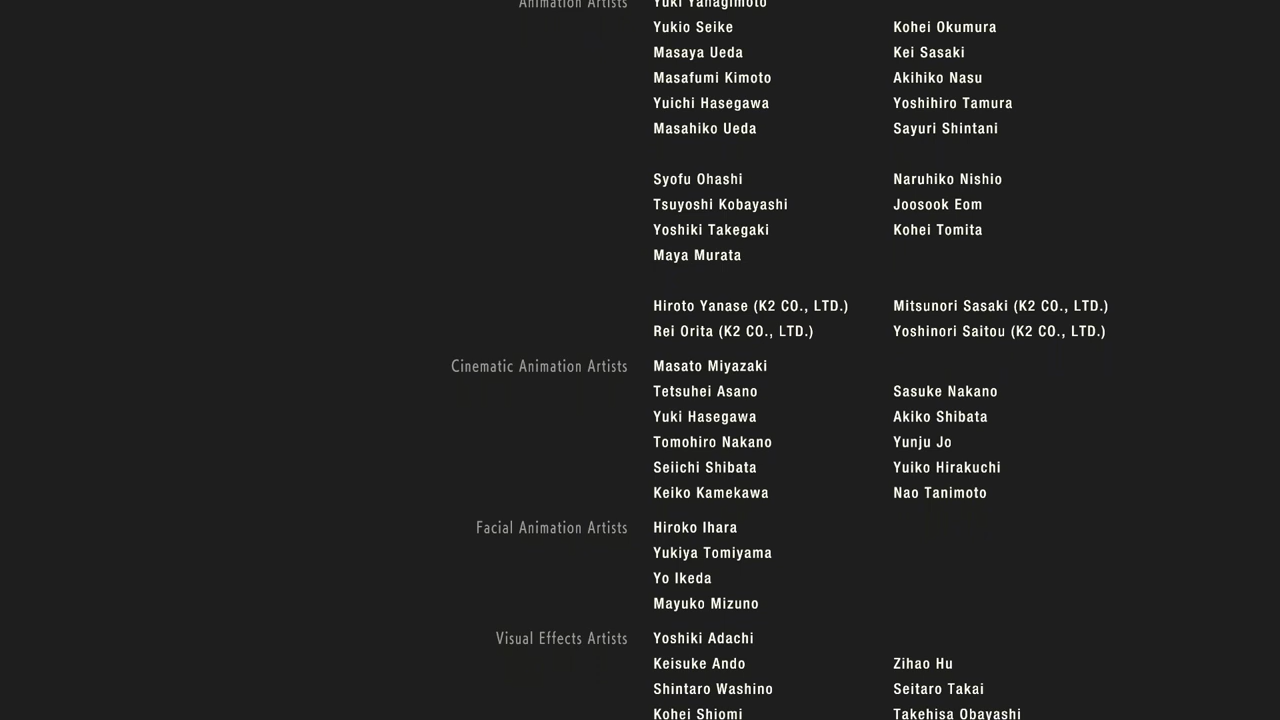 Animation Artists Yuki Yanagimoto
Yukio Seike Kohei Okumura
Masaya Ueda Kei Sasaki
Masafumi Kimoto Akihiko Nasu
Yuichi Hasegawa Yoshihiro Tamura
Masahiko Ueda Sayuri Shintani
Syofu Ohashi Naruhiko Nishio
Tsuyoshi Kobayashi Joosook Eom
Yoshiki Takegaki Kohei Tomita
Maya Murata
Hiroto Yanase (K2 CO., LTD.) Mitsunori Sasaki (K2 CO., LTD.)
Rei Orita (K2 CO., LTD.) Yoshinori Saitou (K2 CO., LTD.)
Cinematic Animation Artists Masato Miyazaki
Tetsuhei Asano Sasuke Nakano
Yuki Hasegawa Akiko Shibata
Tomohiro Nakano Yunju Jo
Seiichi Shibata Yuiko Hirakuchi
Keiko Kamekawa Nao Tanimoto
Facial Animation Artists Hiroko Ihara
Yukiya Tomiyama
Yo Ikeda
Mayuko Mizuno
Visual Effects Artists Yoshiki Adachi
Keisuke Ando Zihao Hu
Shintaro Washino Seitaro Takai
Kohei Shiomi Takehisa Obayashi